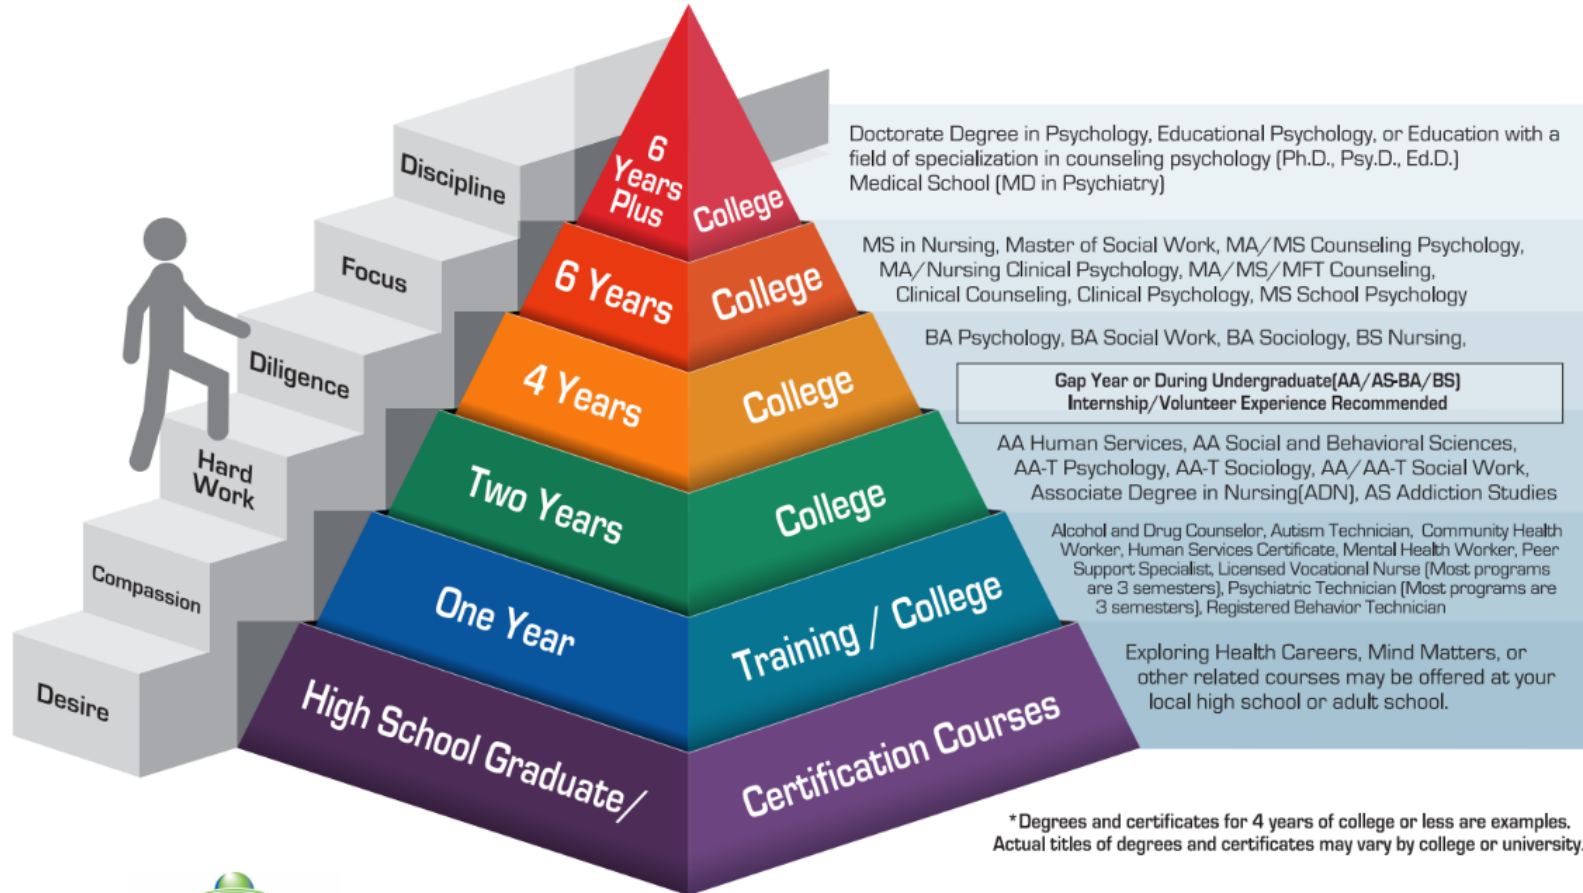 Discipline
Focus
Diligence
Hard
Work
Compassion
Desire
6
Years
Plus
College
6 Years
College
4 Years
College
Two Years
College
One Year
Training / College
High School Graduate/
Certification Courses
Doctorate Degree in Psychology, Educational Psychology, or Education with a
field of specialization in counseling psychology (Ph.D., Psy.D., Ed.D.)
Medical School (MD in Psychiatry)
MS in Nursing, Master of Social Work, MA/MS Counseling Psychology,
MA/Nursing Clinical Psychology, MA/MS/MFT Counseling,
Clinical Counseling, Clinical Psychology, MS School Psychology
BA Psychology, BA Social Work, BA Sociology, BS Nursing,
Gap Year or During Undergraduate(AA/AS-BA/BS)
Internship/Volunteer Experience Recommended
AA Human Services, AA Social and Behavioral Sciences,
AA-T Psychology, AA-T Sociology, AA/AA-T Social Work,
Associate Degree in Nursing(ADN), AS Addiction Studies
Alcohol and Drug Counselor, Autism Technician, Community Health
Worker, Human Services Certificate, Mental Health Worker, Peer
Support Specialist, Licensed Vocational Nurse (Most programs
are 3 semesters), Psychiatric Technician (Most programs are
3 semesters), Registered Behavior Technician
Exploring Health Careers, Mind Matters, or
other related courses may be offered at your
local high school or adult school.
*Degrees and certificates for 4 years of college or less are examples.
Actual titles of degrees and certificates may vary by college or university.